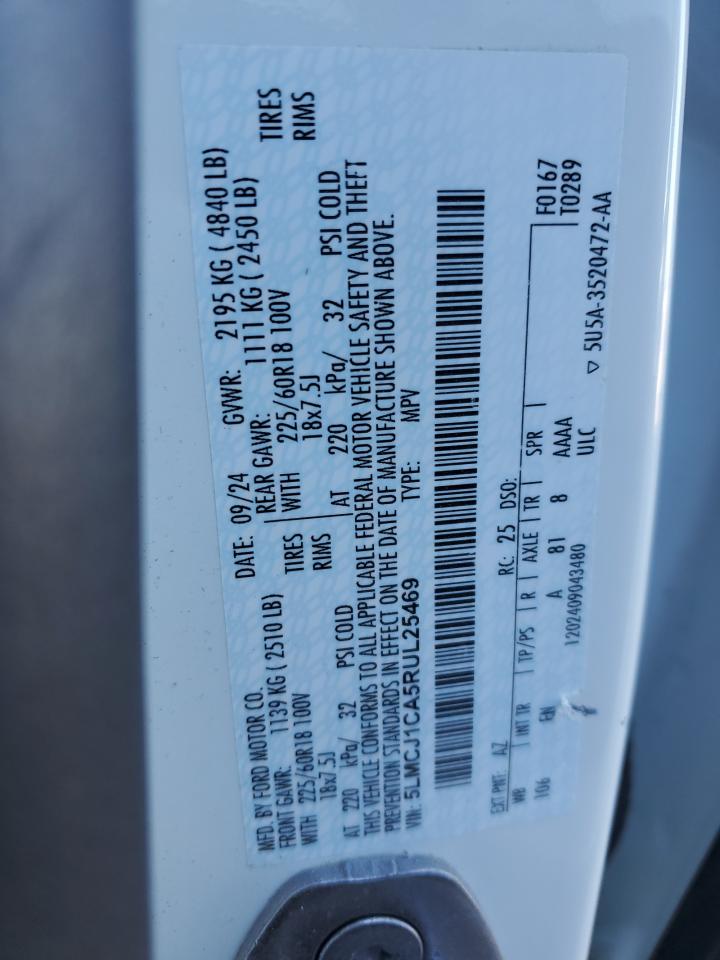 MFD. BY FORD MOTOR CO.
DATE: 09/24 GVWR: 2195 KG ( 4840 LB)
FRONT GAWR: 1139 KG ( 2510 LB) REAR GAWR: 1111 KG ( 2450 LB)
WITH 225/60R18 100V TIRES WITH 225/60R18 100V TIRES
18x7.5J RIMS 18x7.5J RIMS
AT 220 kPa/ 32 PSI COLD AT 220 kPa/ 32 PSI COLD
THIS VEHICLE CONFORMS TO ALL APPLICABLE FEDERAL MOTOR VEHICLE SAFETY AND THEFT
PREVENTION STANDARDS IN EFFECT ON THE DATE OF MANUFACTURE SHOWN ABOVE.
VIN: 5LMCJ1CA5RUL25469 TYPE: MPV
F0167
T0289
EXT PNT: AZ RC: 25 DSO:
WB INT TR TP/PS R AXLE TR SPR
106 EN A 81 8 AAAA
1202409043480 ULC
▽ 5U5A-3520472-AA